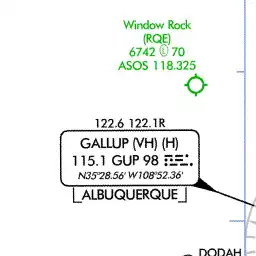 Window Rock
(RQE)
6742 Ⓛ 70
ASOS 118.325
122.6 122.1R
GALLUP (VH) (H)
115.1 GUP 98
N35°28.56' W108°52.36'
ALBUQUERQUE
DODAH